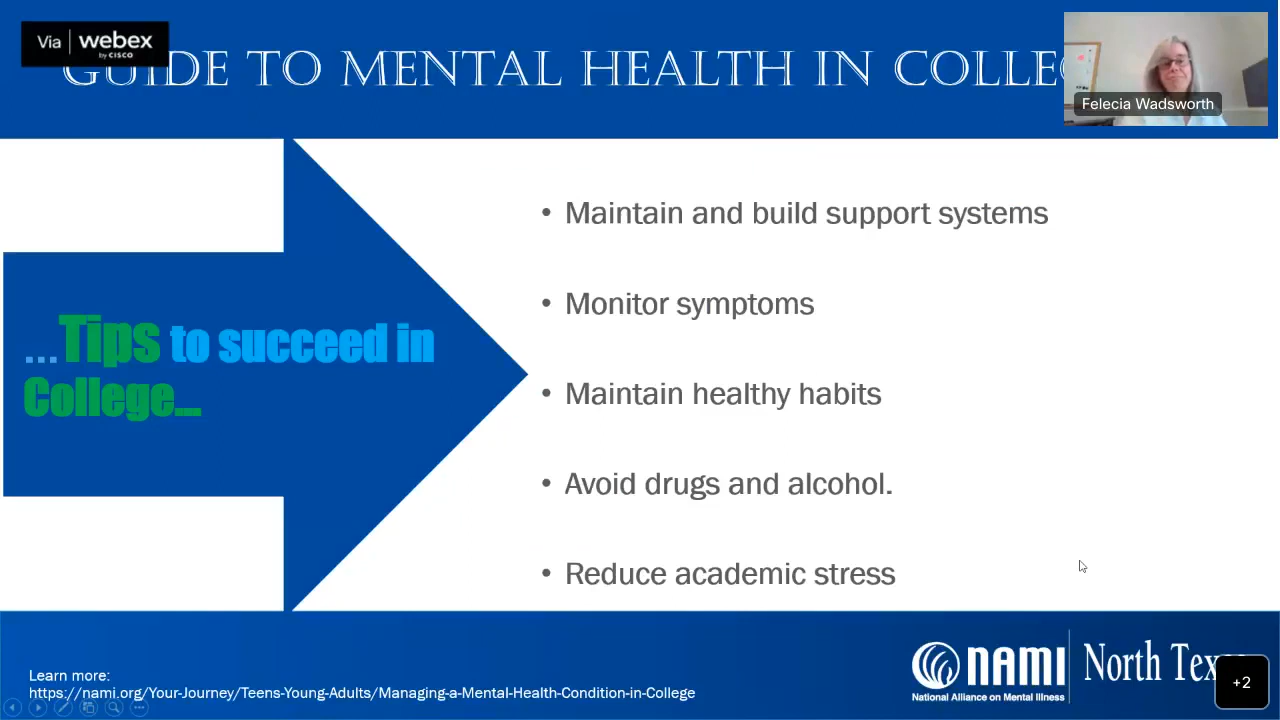 Via webex
by CISCO
GUIDE TO MENTAL HEALTH IN COLLEG
Felecia Wadsworth
...Tips to succeed in
College...
• Maintain and build support systems
• Monitor symptoms
• Maintain healthy habits
• Avoid drugs and alcohol.
• Reduce academic stress
Learn more:
https://nami.org/Your-Journey/Teens-Young-Adults/Managing-a-Mental-Health-Condition-in-College
NAMI North Texas
National Alliance on Mental Illness
+2